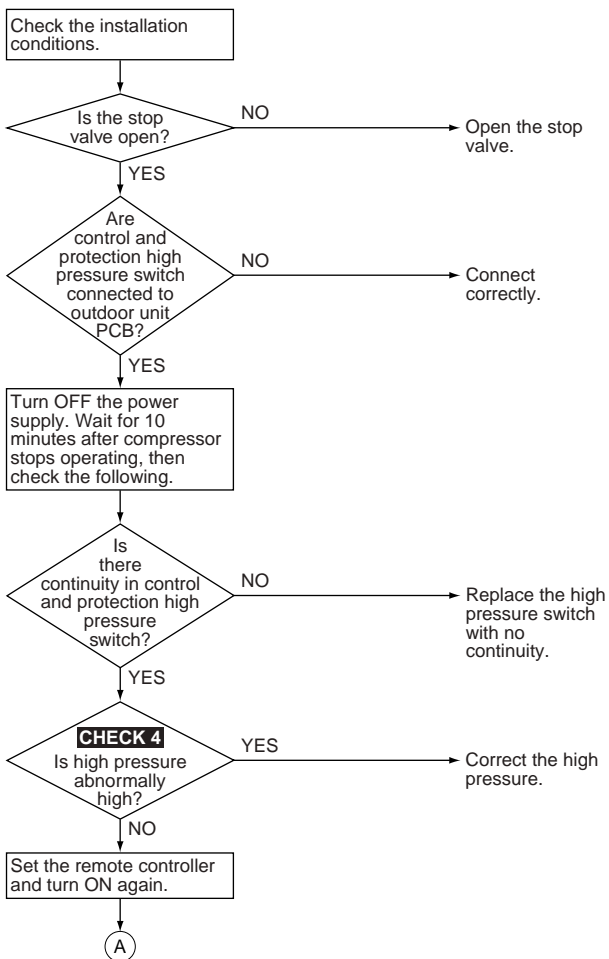 Check the installation
conditions.
Is the stop
valve open?
NO
Open the stop
valve.
YES
Are
control and
protection high
pressure switch
connected to
outdoor unit
PCB?
NO
Connect
correctly.
YES
Turn OFF the power
supply. Wait for 10
minutes after compressor
stops operating, then
check the following.
Is
there
continuity in control
and protection high
pressure
switch?
NO
Replace the high
pressure switch
with no
continuity.
YES
CHECK 4
Is high pressure
abnormally
high?
YES
Correct the high
pressure.
NO
Set the remote controller
and turn ON again.
A